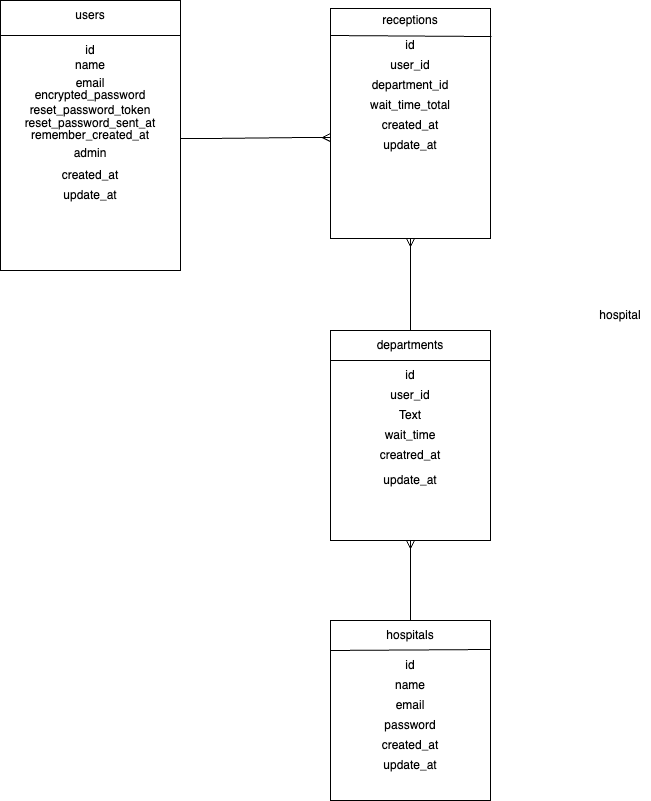 users
id
name
email
encrypted_password
reset_password_token
reset_password_sent_at
remember_created_at
admin
created_at
update_at
receptions
id
user_id
department_id
wait_time_total
created_at
update_at
hospital
departments
id
user_id
Text
wait_time
creatred_at
update_at
hospitals
id
name
email
password
created_at
update_at